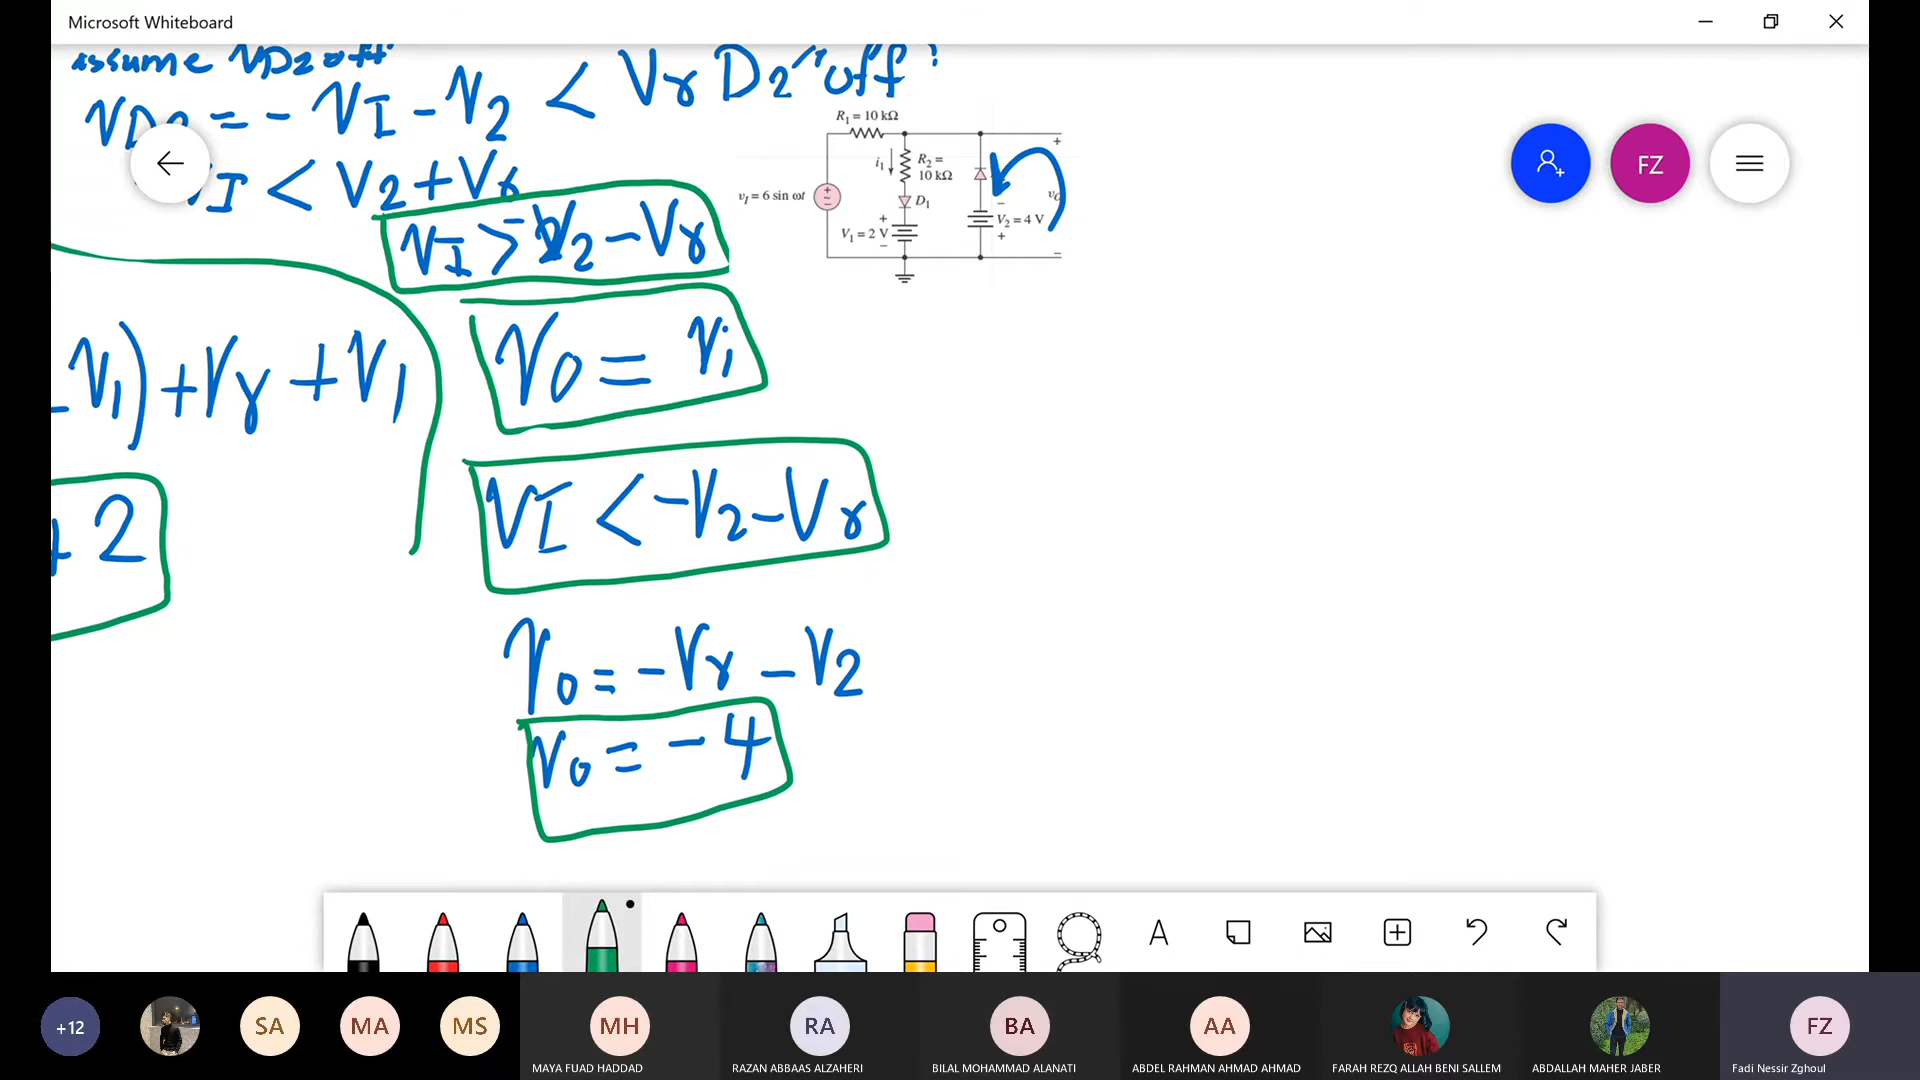 Microsoft Whiteboard
assume VD2 off
VD2 = - VI - V2 < Vγ D2 "off"
I < V2 + Vγ
VI > -V2 - Vγ
R1 = 10 kΩ
i1
R2 =
10 kΩ
vI = 6 sin ωt
D1
V1 = 2 V
V2 = 4 V
vO
+
-
FZ
V1) + Vγ + V1
Vo = Vi
VI < -V2 - Vγ
+ 2
Vo = -Vγ - V2
Vo = -4
A
+12
SA
MA
MS
MH
RA
BA
AA
FZ
MAYA FUAD HADDAD
RAZAN ABBAAS ALZAHERI
BILAL MOHAMMAD ALANATI
ABDEL RAHMAN AHMAD AHMAD
FARAH REZQ ALLAH BENI SALLEM
ABDALLAH MAHER JABER
Fadi Nessir Zghoul